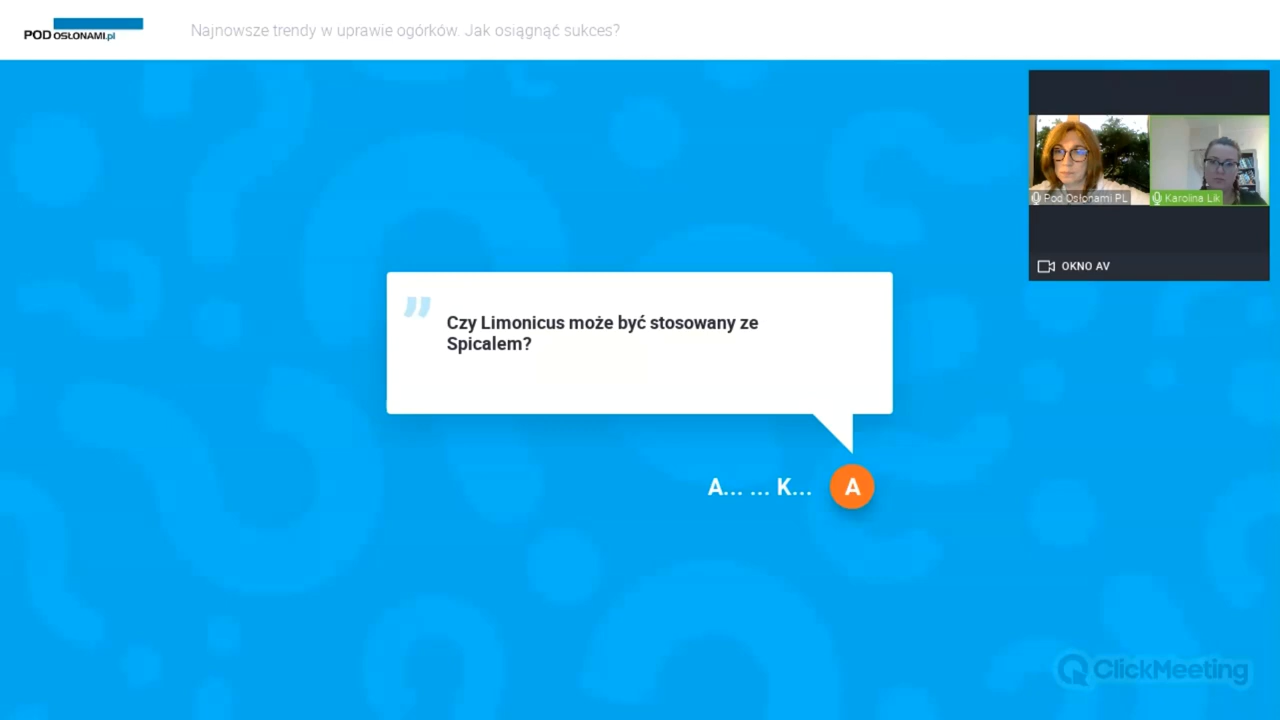 POD OSŁONAMI.pl
Najnowsze trendy w uprawie ogórków. Jak osiągnąć sukces?
Pod Osłonami PL
Karolina Lik
OKNO AV
Czy Limonicus może być stosowany ze
Spicalem?
A... ... K...
A
ClickMeeting